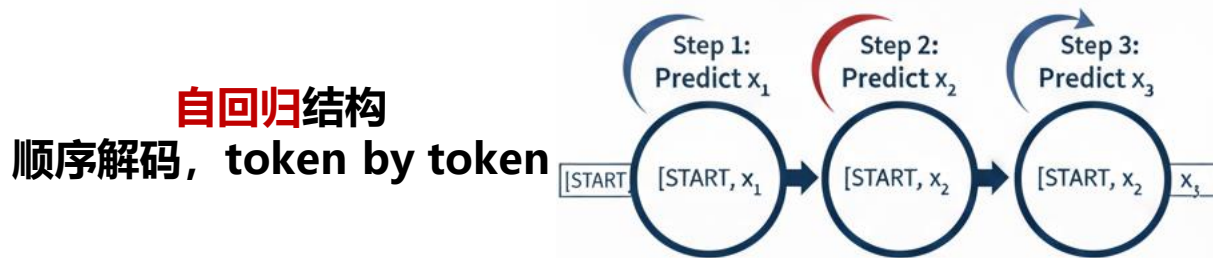 自回归结构
顺序解码，token by token
Step 1:
Predict x₁
Step 2:
Predict x₂
Step 3:
Predict x₃
[START]
[START, x₁
[START, x₂
[START, x₂
x₃